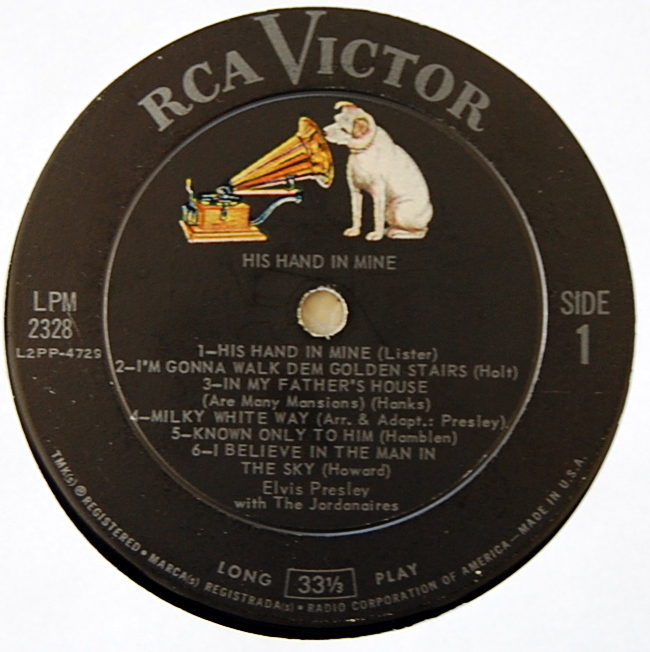 RCA VICTOR
HIS HAND IN MINE
LPM
2328
L2PP-4729
SIDE
1
1—HIS HAND IN MINE (Lister)
2—I'M GONNA WALK DEM GOLDEN STAIRS (Holt)
3—IN MY FATHER'S HOUSE
(Are Many Mansions) (Hanks)
4—MILKY WHITE WAY (Arr. & Adapt.: Presley)
5—KNOWN ONLY TO HIM (Hamblen)
6—I BELIEVE IN THE MAN IN
THE SKY (Howard)
Elvis Presley
with The Jordanaires
LONG 33⅓ PLAY
TMK(s) ® REGISTERED • MARCA(s) REGISTRADA(s) • RADIO CORPORATION OF AMERICA—MADE IN U.S.A.